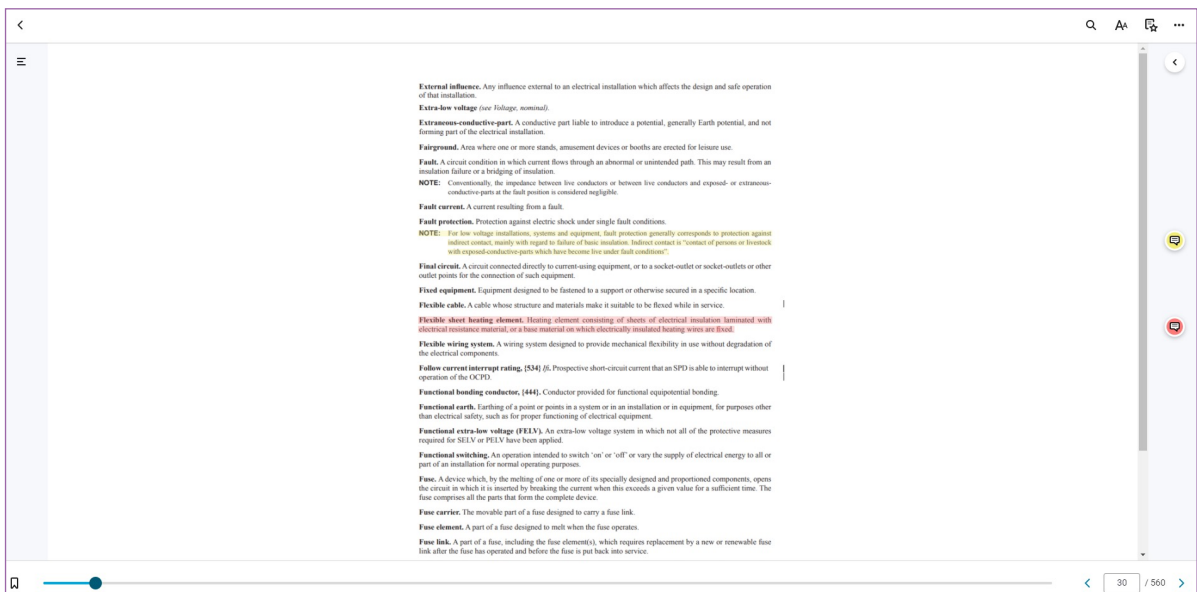 External influence. Any influence external to an electrical installation which affects the design and safe operation
of that installation.
Extra-low voltage (see Voltage, nominal).
Extraneous-conductive-part. A conductive part liable to introduce a potential, generally Earth potential, and not
forming part of the electrical installation.
Fairground. Area where one or more stands, amusement devices or booths are erected for leisure use.
Fault. A circuit condition in which current flows through an abnormal or unintended path. This may result from an
insulation failure or a bridging of insulation.
NOTE: Conventionally, the impedance between live conductors or between live conductors and exposed- or extraneous-
conductive-parts at the fault position is considered negligible.
Fault current. A current resulting from a fault.
Fault protection. Protection against electric shock under single fault conditions.
NOTE: For low voltage installations, systems and equipment, fault protection generally corresponds to protection against
indirect contact, mainly with regard to failure of basic insulation. Indirect contact is “contact of persons or livestock
with exposed-conductive-parts which have become live under fault conditions”.
Final circuit. A circuit connected directly to current-using equipment, or to a socket-outlet or socket-outlets or other
outlet points for the connection of such equipment.
Fixed equipment. Equipment designed to be fastened to a support or otherwise secured in a specific location.
Flexible cable. A cable whose structure and materials make it suitable to be flexed while in service.
Flexible sheet heating element. Heating element consisting of sheets of electrical insulation laminated with
electrical resistance material, or a base material on which electrically insulated heating wires are fixed.
Flexible wiring system. A wiring system designed to provide mechanical flexibility in use without degradation of
the electrical components.
Follow current interrupt rating, {534} Ifi. Prospective short-circuit current that an SPD is able to interrupt without
operation of the OCPD.
Functional bonding conductor, {444}. Conductor provided for functional equipotential bonding.
Functional earth. Earthing of a point or points in a system or in an installation or in equipment, for purposes other
than electrical safety, such as for proper functioning of electrical equipment.
Functional extra-low voltage (FELV). An extra-low voltage system in which not all of the protective measures
required for SELV or PELV have been applied.
Functional switching. An operation intended to switch ‘on’ or ‘off’ or vary the supply of electrical energy to all or
part of an installation for normal operating purposes.
Fuse. A device which, by the melting of one or more of its specially designed and proportioned components, opens
the circuit in which it is inserted by breaking the current when this exceeds a given value for a sufficient time. The
fuse comprises all the parts that form the complete device.
Fuse carrier. The movable part of a fuse designed to carry a fuse link.
Fuse element. A part of a fuse designed to melt when the fuse operates.
Fuse link. A part of a fuse, including the fuse element(s), which requires replacement by a new or renewable fuse
link after the fuse has operated and before the fuse is put back into service.
30 / 560